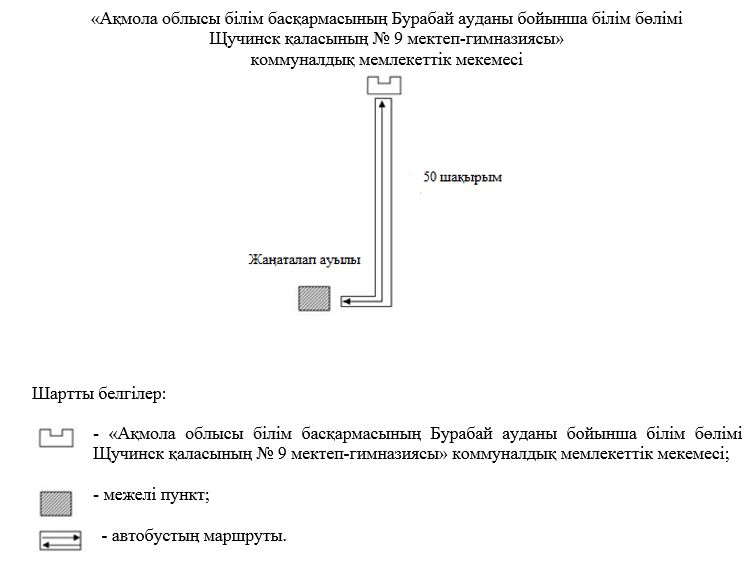 «Ақмола облысы білім басқармасының Бурабай ауданы бойынша білім бөлімі
Щучинск қаласының № 9 мектеп-гимназиясы»
коммуналдық мемлекеттік мекемесі
50 шақырым
Жаңаталап ауылы
Шартты белгілер:
- «Ақмола облысы білім басқармасының Бурабай ауданы бойынша білім бөлімі
Щучинск қаласының № 9 мектеп-гимназиясы» коммуналдық мемлекеттік мекемесі;
- межелі пункт;
- автобустың маршруты.